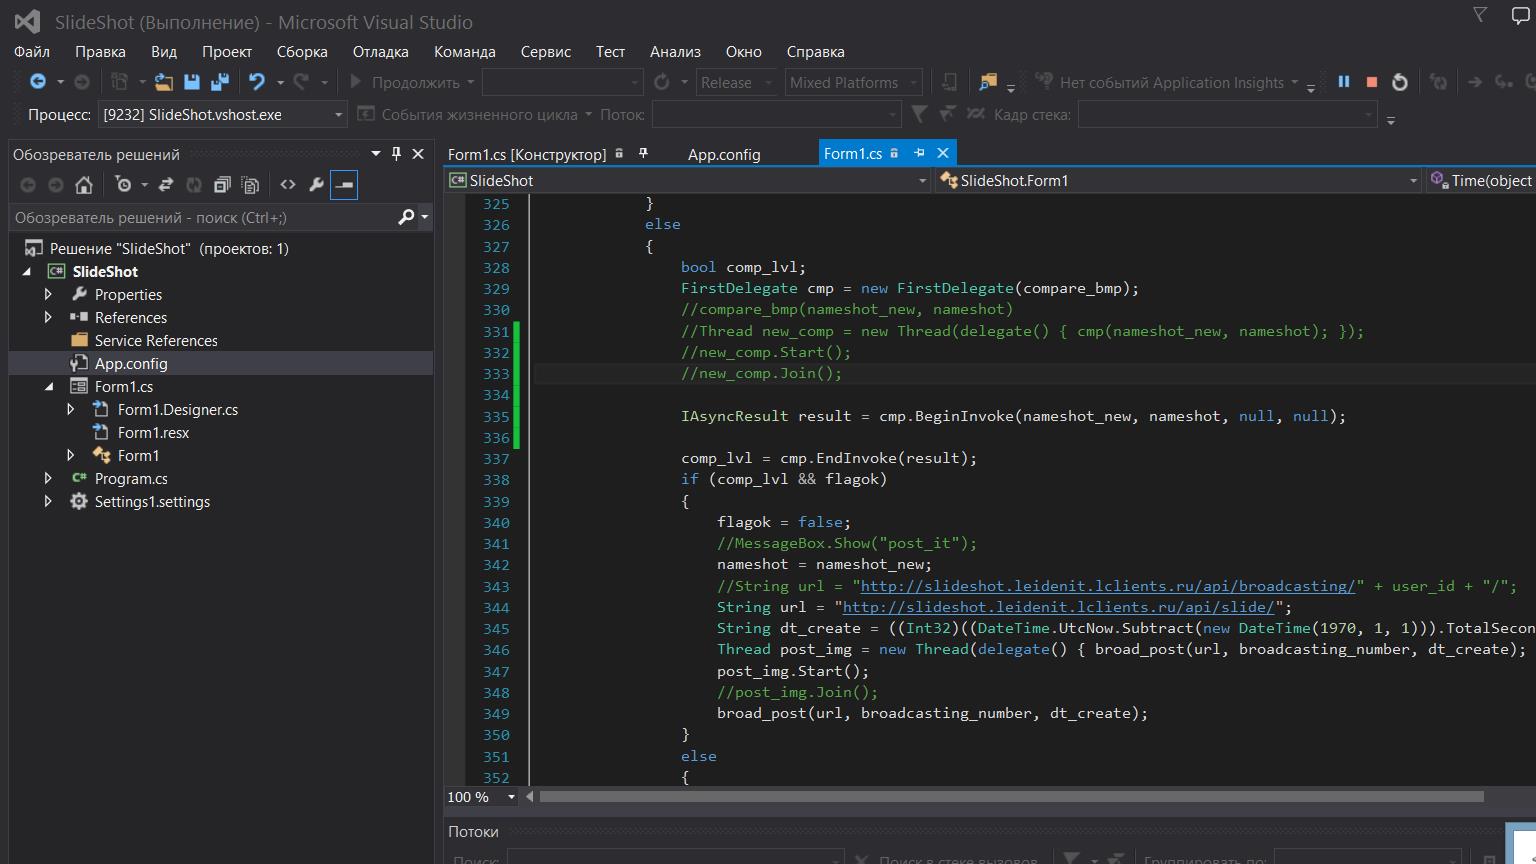 SlideShot (Выполнение) - Microsoft Visual Studio
Файл Правка Вид Проект Сборка Отладка Команда Сервис Тест Анализ Окно Справка
Продолжить Release Mixed Platforms Нет событий Application Insights
Процесс: [9232] SlideShot.vshost.exe События жизненного цикла Поток: Кадр стека:
Обозреватель решений
Обозреватель решений - поиск (Ctrl+;)
Решение "SlideShot" (проектов: 1)
C# SlideShot
Properties
References
Service References
App.config
Form1.cs
Form1.Designer.cs
Form1.resx
Form1
C# Program.cs
Settings1.settings
Form1.cs [Конструктор] App.config Form1.cs
C# SlideShot SlideShot.Form1 Time(object
325 }
326 else
327 {
328 bool comp_lvl;
329 FirstDelegate cmp = new FirstDelegate(compare_bmp);
330 //compare_bmp(nameshot_new, nameshot)
331 //Thread new_comp = new Thread(delegate() { cmp(nameshot_new, nameshot); });
332 //new_comp.Start();
333 //new_comp.Join();
334
335 IAsyncResult result = cmp.BeginInvoke(nameshot_new, nameshot, null, null);
336
337 comp_lvl = cmp.EndInvoke(result);
338 if (comp_lvl && flagok)
339 {
340 flagok = false;
341 //MessageBox.Show("post_it");
342 nameshot = nameshot_new;
343 //String url = "http://slideshot.leidenit.lclients.ru/api/broadcasting/" + user_id + "/";
344 String url = "http://slideshot.leidenit.lclients.ru/api/slide/";
345 String dt_create = ((Int32)((DateTime.UtcNow.Subtract(new DateTime(1970, 1, 1))).TotalSecon
346 Thread post_img = new Thread(delegate() { broad_post(url, broadcasting_number, dt_create);
347 post_img.Start();
348 //post_img.Join();
349 broad_post(url, broadcasting_number, dt_create);
350 }
351 else
352 {
100 %
Потоки
Поиск: Поиск в стеке вызовов Группировать по: